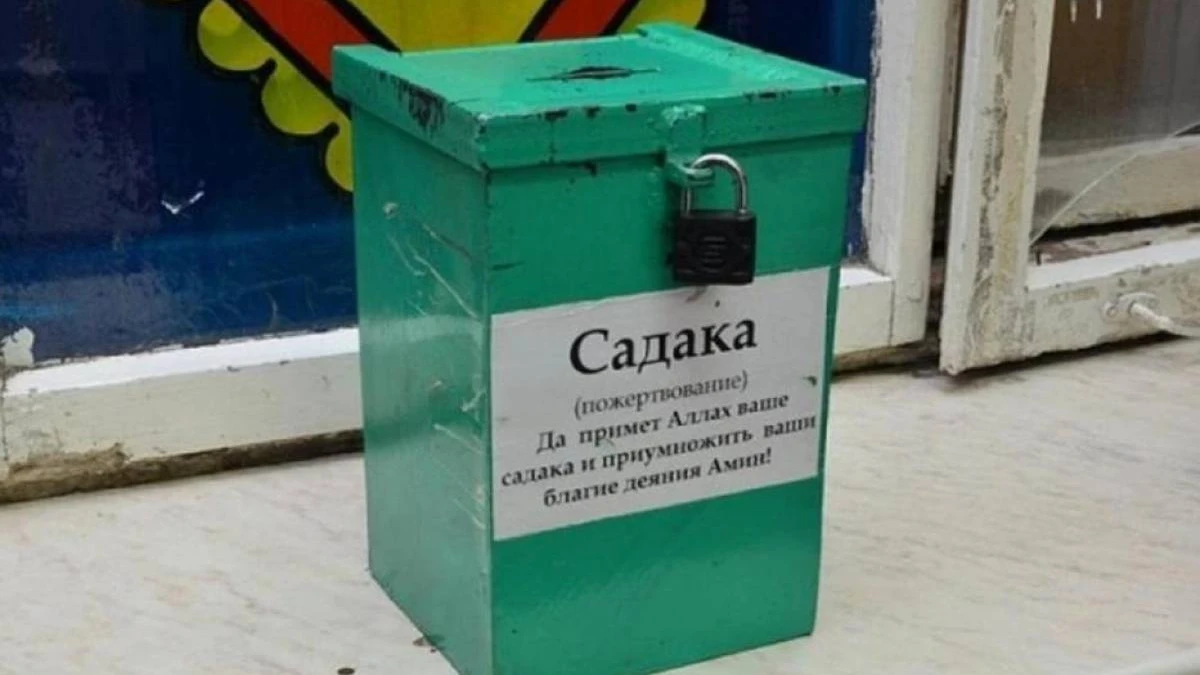 Садака
(пожертвование)
Да примет Аллах ваше
садака и приумножить ваши
благие деяния Амин!